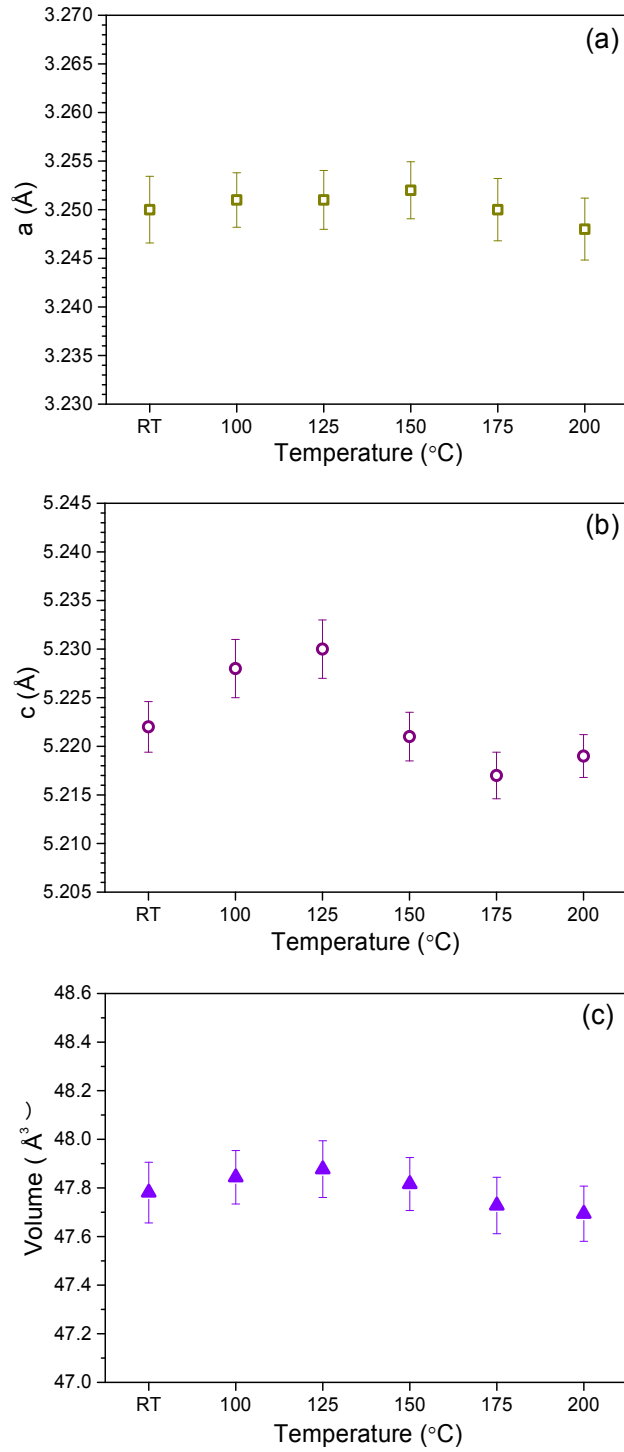 (a)
3.270
3.265
3.260
3.255
3.250
3.245
3.240
3.235
3.230
a (Å)
RT 100 125 150 175 200
Temperature (°C)
(b)
5.245
5.240
5.235
5.230
5.225
5.220
5.215
5.210
5.205
c (Å)
RT 100 125 150 175 200
Temperature (°C)
(c)
48.6
48.4
48.2
48.0
47.8
47.6
47.4
47.2
47.0
Volume ( Å³ )
RT 100 125 150 175 200
Temperature (°C)